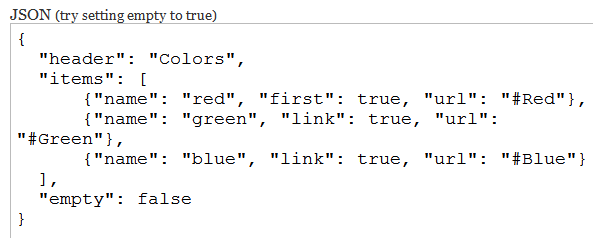 JSON (try setting empty to true)
{
  "header": "Colors",
  "items": [
      {"name": "red", "first": true, "url": "#Red"},
      {"name": "green", "link": true, "url":
"#Green"},
      {"name": "blue", "link": true, "url": "#Blue"}
  ],
  "empty": false
}